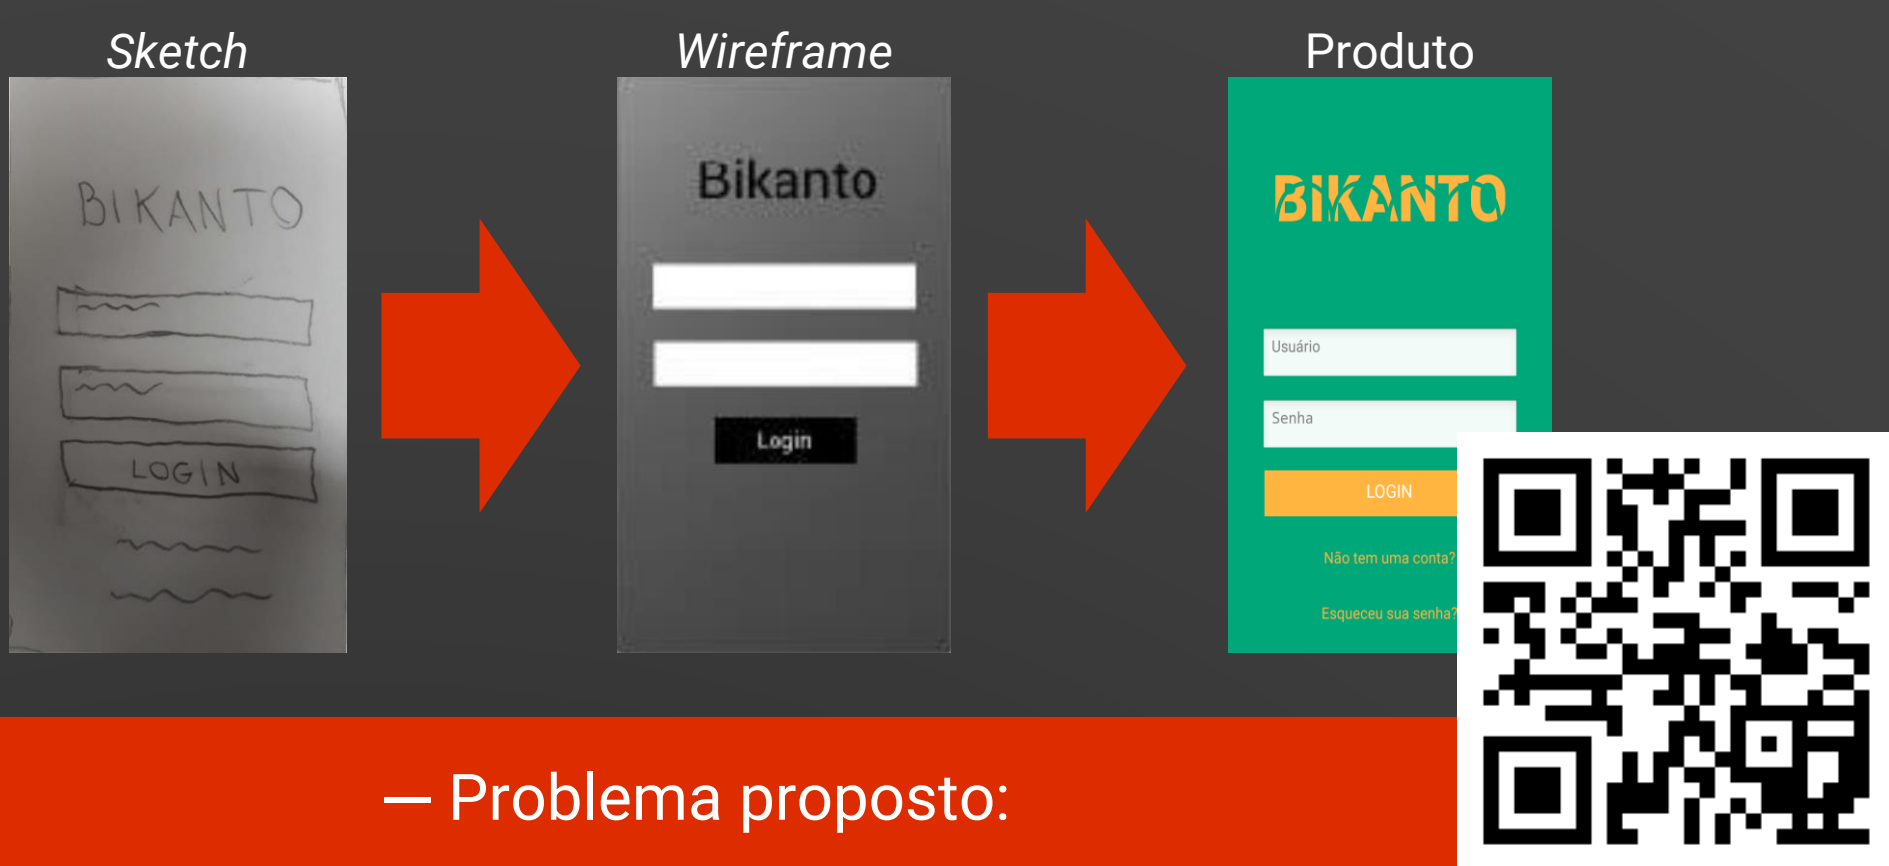 Sketch
Wireframe
Produto
BIKANTO
LOGIN
Bikanto
Login
BIKANTO
Usuário
Senha
LOGIN
Não tem uma conta?
Esqueceu sua senha?
— Problema proposto: